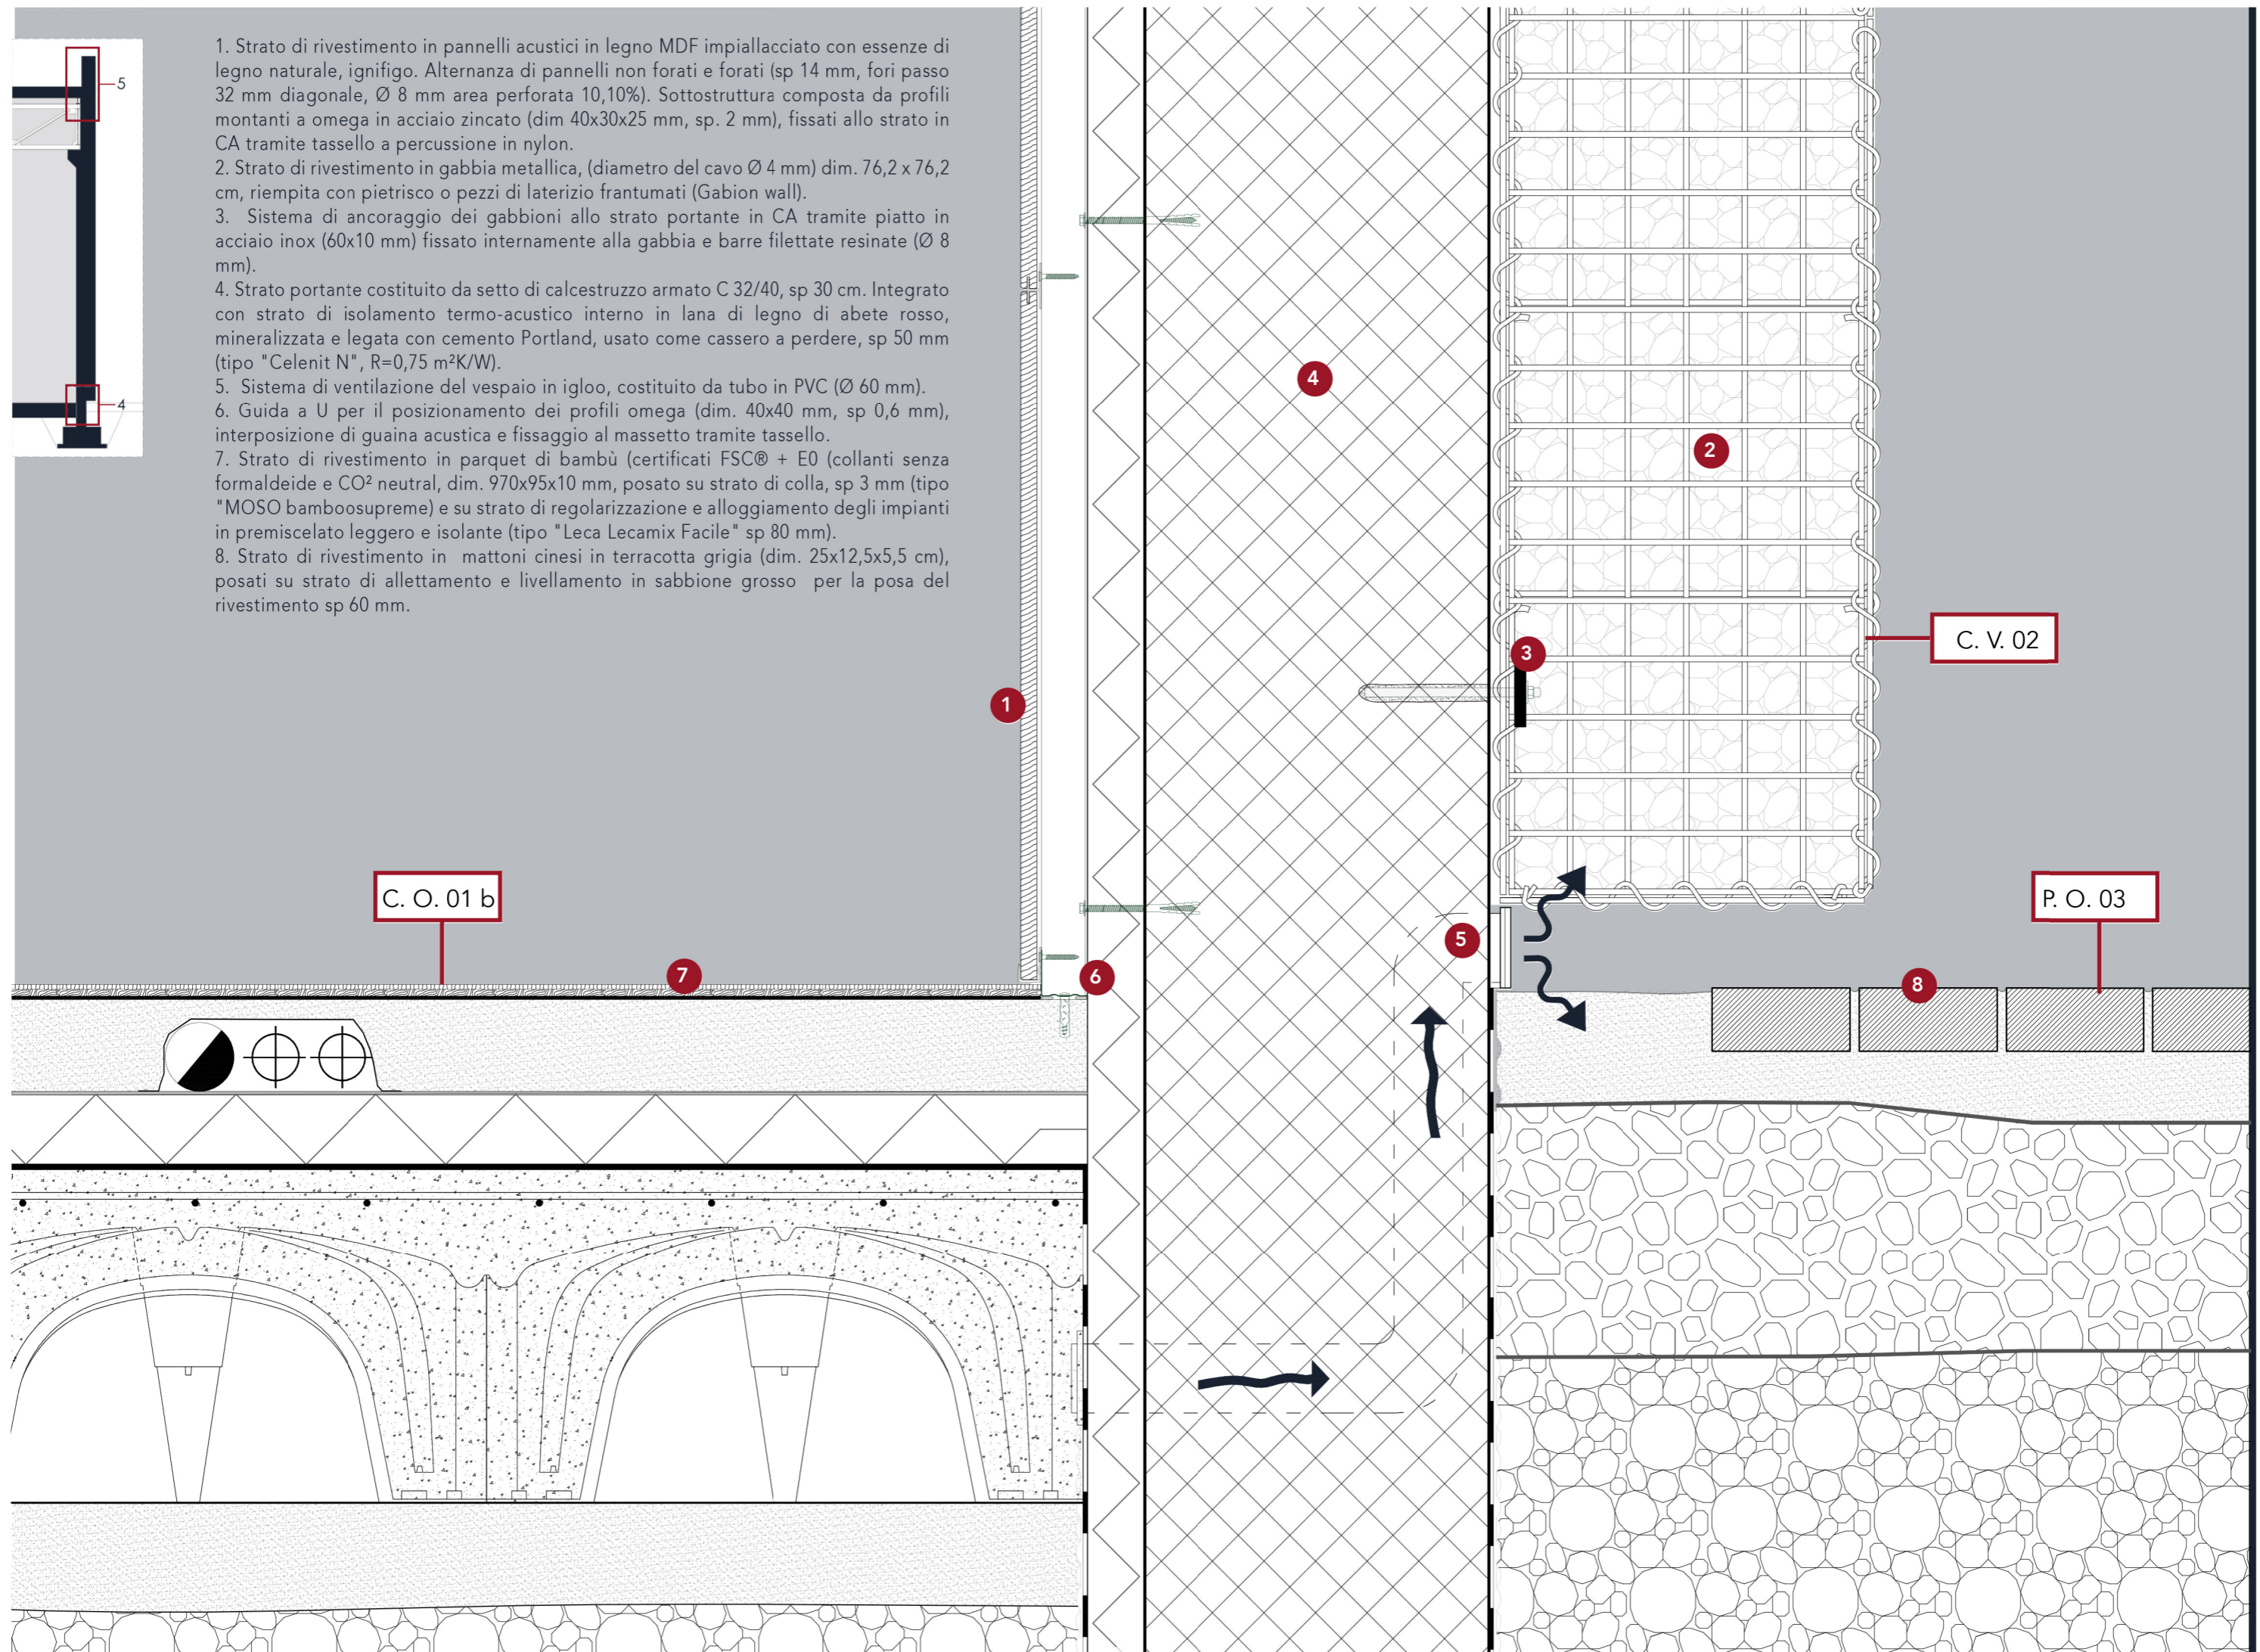 1. Strato di rivestimento in pannelli acustici in legno MDF impiallacciato con essenze di
legno naturale, ignifigo. Alternanza di pannelli non forati e forati (sp 14 mm, fori passo
32 mm diagonale, Ø 8 mm area perforata 10,10%). Sottostruttura composta da profili
montanti a omega in acciaio zincato (dim 40x30x25 mm, sp. 2 mm), fissati allo strato in
CA tramite tassello a percussione in nylon.
2. Strato di rivestimento in gabbia metallica, (diametro del cavo Ø 4 mm) dim. 76,2 x 76,2
cm, riempita con pietrisco o pezzi di laterizio frantumati (Gabion wall).
3. Sistema di ancoraggio dei gabbioni allo strato portante in CA tramite piatto in
acciaio inox (60x10 mm) fissato internamente alla gabbia e barre filettate resinate (Ø 8
mm).
4. Strato portante costituito da setto di calcestruzzo armato C 32/40, sp 30 cm. Integrato
con strato di isolamento termo-acustico interno in lana di legno di abete rosso,
mineralizzata e legata con cemento Portland, usato come cassero a perdere, sp 50 mm
(tipo "Celenit N", R=0,75 m²K/W).
5. Sistema di ventilazione del vespaio in igloo, costituito da tubo in PVC (Ø 60 mm).
6. Guida a U per il posizionamento dei profili omega (dim. 40x40 mm, sp 0,6 mm),
interposizione di guaina acustica e fissaggio al massetto tramite tassello.
7. Strato di rivestimento in parquet di bambù (certificati FSC® + E0 (collanti senza
formaldeide e CO² neutral, dim. 970x95x10 mm, posato su strato di colla, sp 3 mm (tipo
"MOSO bamboosupreme) e su strato di regolarizzazione e alloggiamento degli impianti
in premiscelato leggero e isolante (tipo "Leca Lecamix Facile" sp 80 mm).
8. Strato di rivestimento in mattoni cinesi in terracotta grigia (dim. 25x12,5x5,5 cm),
posati su strato di allettamento e livellamento in sabbione grosso per la posa del
rivestimento sp 60 mm.
5
4
4
2
3
C. V. 02
1
C. O. 01 b
P. O. 03
5
7
6
8